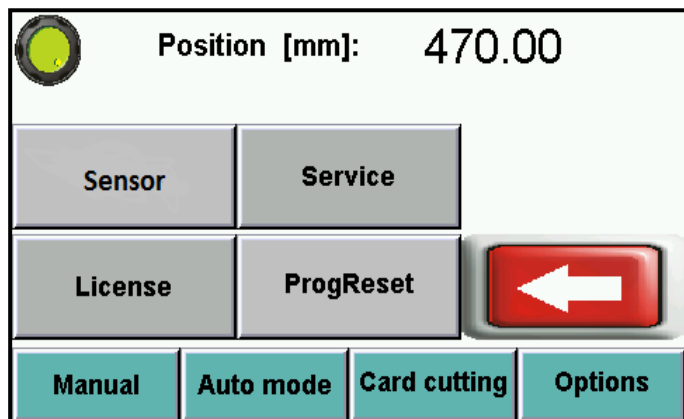 Position [mm]: 470.00
Sensor Service
License ProgReset
Manual Auto mode Card cutting Options